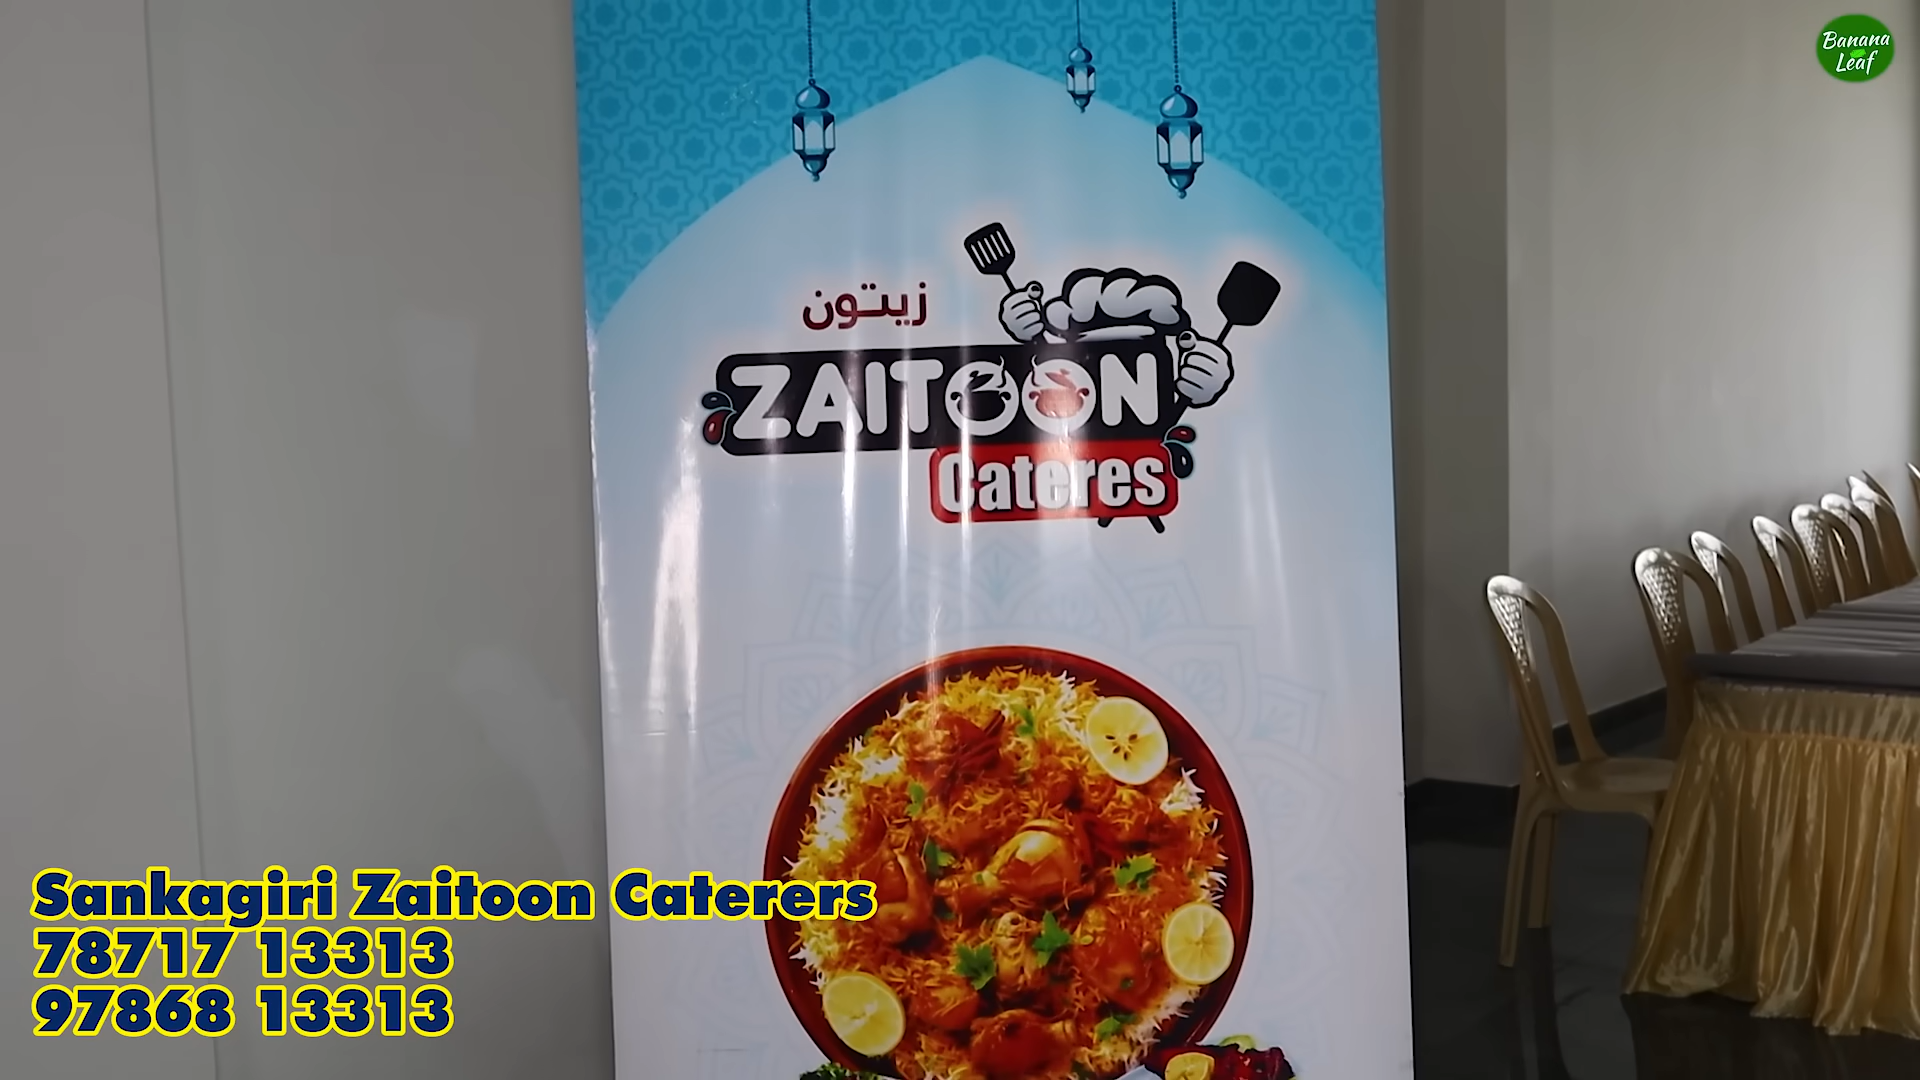 Banana
Leaf
زيتون
ZAITOON
Cateres
Sankagiri Zaitoon Caterers
78717 13313
97868 13313